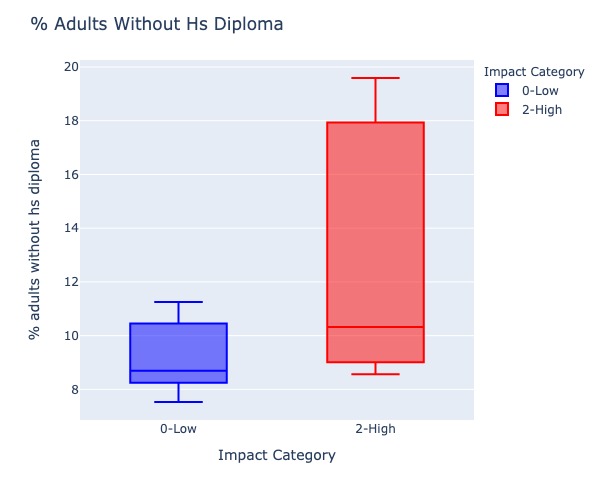 % Adults Without Hs Diploma
Impact Category
0-Low
2-High
% adults without hs diploma
20
18
16
14
12
10
8
0-Low
2-High
Impact Category